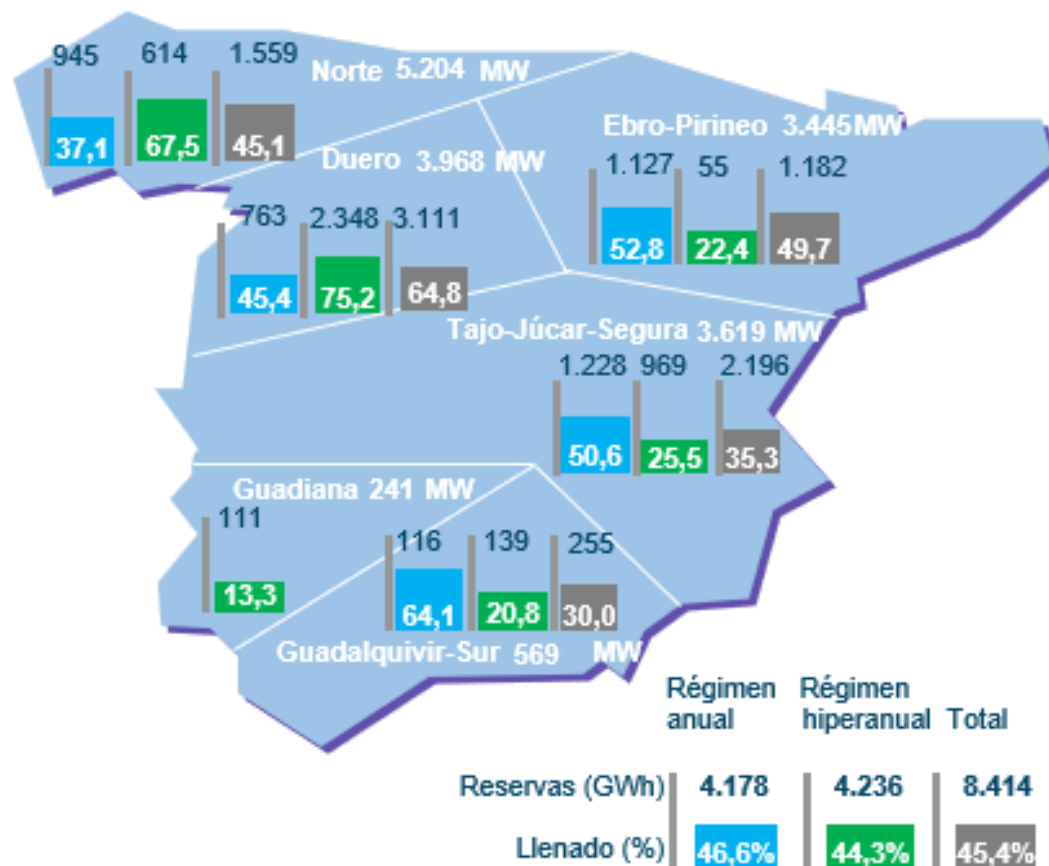 945 614 1.559
Norte 5.204 MW
37,1 67,5 45,1
Ebro-Pirineo 3.445 MW
1.127 55 1.182
52,8 22,4 49,7
Duero 3.968 MW
763 2.348 3.111
45,4 75,2 64,8
Tajo-Júcar-Segura 3.619 MW
1.228 969 2.196
50,6 25,5 35,3
Guadiana 241 MW
111
13,3
116 139 255
64,1 20,8 30,0
Guadalquivir-Sur 569 MW
Régimen Régimen
anual hiperanual Total
Reservas (GWh) 4.178 4.236 8.414
Llenado (%) 46,6% 44,3% 45,4%